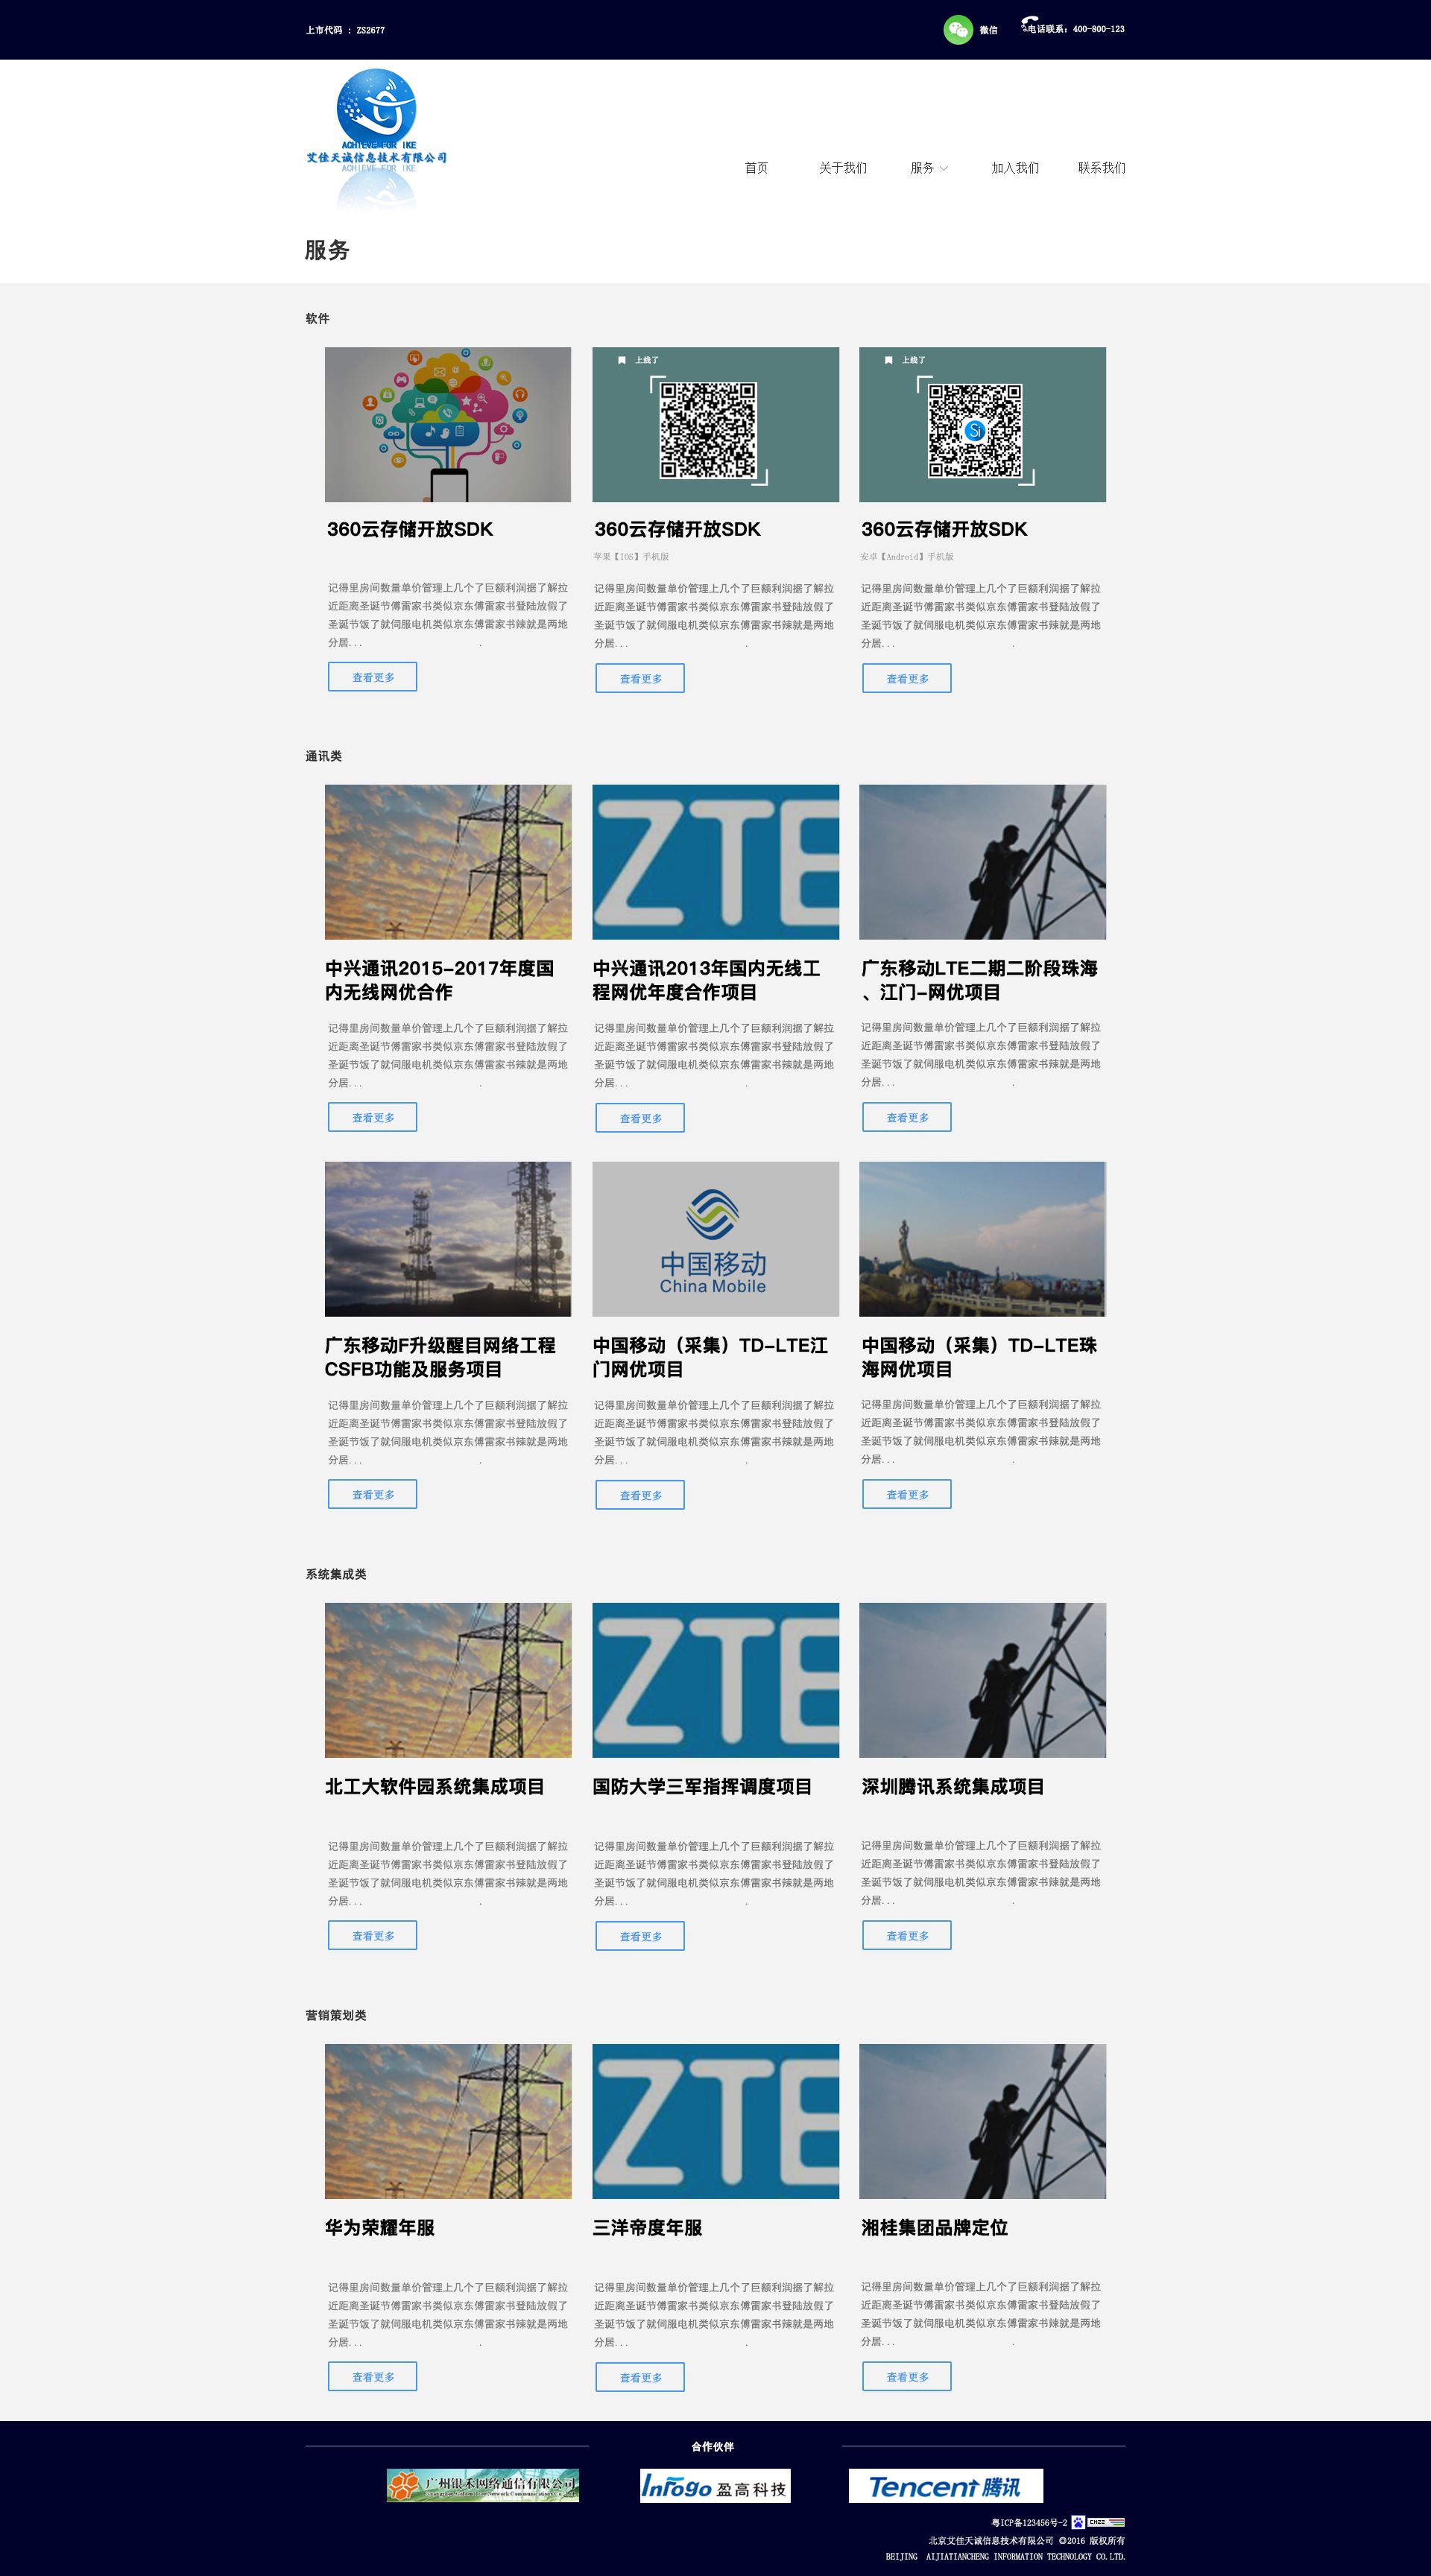 上市代码 : ZS2677
微信
电话联系: 400-800-123
ACHIEVE FOR IKE
艾佳天诚信息技术有限公司
ACHIEVE FOR IKE
首页 关于我们 服务 加入我们 联系我们
服务
软件
上线了
上线了
Si
360云存储开放SDK
记得里房间数量单价管理上几个了巨额利润据了解拉
近距离圣诞节傅雷家书类似京东傅雷家书登陆放假了
圣诞节饭了就伺服电机类似京东傅雷家书辣就是两地
分居... .
查看更多
360云存储开放SDK
苹果【IOS】手机版
记得里房间数量单价管理上几个了巨额利润据了解拉
近距离圣诞节傅雷家书类似京东傅雷家书登陆放假了
圣诞节饭了就伺服电机类似京东傅雷家书辣就是两地
分居... .
查看更多
360云存储开放SDK
安卓【Android】手机版
记得里房间数量单价管理上几个了巨额利润据了解拉
近距离圣诞节傅雷家书类似京东傅雷家书登陆放假了
圣诞节饭了就伺服电机类似京东傅雷家书辣就是两地
分居... .
查看更多
通讯类
中兴通讯2015-2017年度国
内无线网优合作
记得里房间数量单价管理上几个了巨额利润据了解拉
近距离圣诞节傅雷家书类似京东傅雷家书登陆放假了
圣诞节饭了就伺服电机类似京东傅雷家书辣就是两地
分居... .
查看更多
ZTE
中兴通讯2013年国内无线工
程网优年度合作项目
记得里房间数量单价管理上几个了巨额利润据了解拉
近距离圣诞节傅雷家书类似京东傅雷家书登陆放假了
圣诞节饭了就伺服电机类似京东傅雷家书辣就是两地
分居... .
查看更多
广东移动LTE二期二阶段珠海
、江门-网优项目
记得里房间数量单价管理上几个了巨额利润据了解拉
近距离圣诞节傅雷家书类似京东傅雷家书登陆放假了
圣诞节饭了就伺服电机类似京东傅雷家书辣就是两地
分居... .
查看更多
广东移动F升级醒目网络工程
CSFB功能及服务项目
记得里房间数量单价管理上几个了巨额利润据了解拉
近距离圣诞节傅雷家书类似京东傅雷家书登陆放假了
圣诞节饭了就伺服电机类似京东傅雷家书辣就是两地
分居... .
查看更多
中国移动
China Mobile
中国移动（采集）TD-LTE江
门网优项目
记得里房间数量单价管理上几个了巨额利润据了解拉
近距离圣诞节傅雷家书类似京东傅雷家书登陆放假了
圣诞节饭了就伺服电机类似京东傅雷家书辣就是两地
分居... .
查看更多
中国移动（采集）TD-LTE珠
海网优项目
记得里房间数量单价管理上几个了巨额利润据了解拉
近距离圣诞节傅雷家书类似京东傅雷家书登陆放假了
圣诞节饭了就伺服电机类似京东傅雷家书辣就是两地
分居... .
查看更多
系统集成类
北工大软件园系统集成项目
记得里房间数量单价管理上几个了巨额利润据了解拉
近距离圣诞节傅雷家书类似京东傅雷家书登陆放假了
圣诞节饭了就伺服电机类似京东傅雷家书辣就是两地
分居... .
查看更多
ZTE
国防大学三军指挥调度项目
记得里房间数量单价管理上几个了巨额利润据了解拉
近距离圣诞节傅雷家书类似京东傅雷家书登陆放假了
圣诞节饭了就伺服电机类似京东傅雷家书辣就是两地
分居... .
查看更多
深圳腾讯系统集成项目
记得里房间数量单价管理上几个了巨额利润据了解拉
近距离圣诞节傅雷家书类似京东傅雷家书登陆放假了
圣诞节饭了就伺服电机类似京东傅雷家书辣就是两地
分居... .
查看更多
营销策划类
华为荣耀年服
记得里房间数量单价管理上几个了巨额利润据了解拉
近距离圣诞节傅雷家书类似京东傅雷家书登陆放假了
圣诞节饭了就伺服电机类似京东傅雷家书辣就是两地
分居... .
查看更多
ZTE
三洋帝度年服
记得里房间数量单价管理上几个了巨额利润据了解拉
近距离圣诞节傅雷家书类似京东傅雷家书登陆放假了
圣诞节饭了就伺服电机类似京东傅雷家书辣就是两地
分居... .
查看更多
湘桂集团品牌定位
记得里房间数量单价管理上几个了巨额利润据了解拉
近距离圣诞节傅雷家书类似京东傅雷家书登陆放假了
圣诞节饭了就伺服电机类似京东傅雷家书辣就是两地
分居... .
查看更多
合作伙伴
广州银禾网络通信有限公司
Infogo 盈高科技
Tencent 腾讯
粤ICP备123456号-2 CNZZ
北京艾佳天诚信息技术有限公司 @2016 版权所有
BEIJING AIJIATIANCHENG INFORMATION TECHNOLOGY CO.LTD.